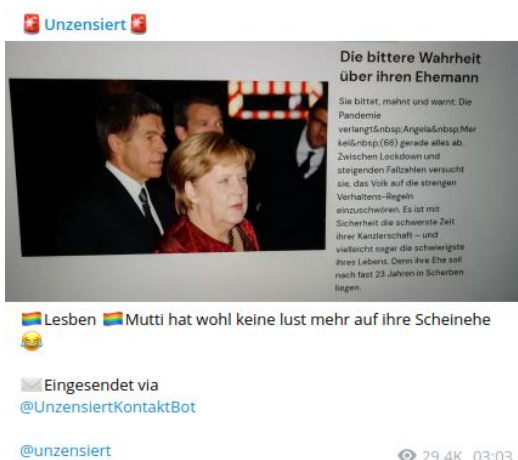 🚨 Unzensiert 🚨
Die bittere Wahrheit
über ihren Ehemann
Sie bittet, mahnt und warnt: Die
Pandemie
verlangt&nbsp;Angela&nbsp;Mer
kel&nbsp;(66) gerade alles ab.
Zwischen Lockdown und
steigenden Fallzahlen versucht
sie, das Volk auf die strengen
Verhaltens-Regeln
einzuschwören. Es ist mit
Sicherheit die schwerste Zeit
ihrer Kanzlerschaft – und
vielleicht sogar die schwierigste
ihres Lebens. Denn ihre Ehe soll
nach fast 23 Jahren in Scherben
liegen.
🏳️‍🌈Lesben 🏳️‍🌈Mutti hat wohl keine lust mehr auf ihre Scheinehe
😂
✉️Eingesendet via
@UnzensiertKontaktBot
@unzensiert
29.4K 03:03